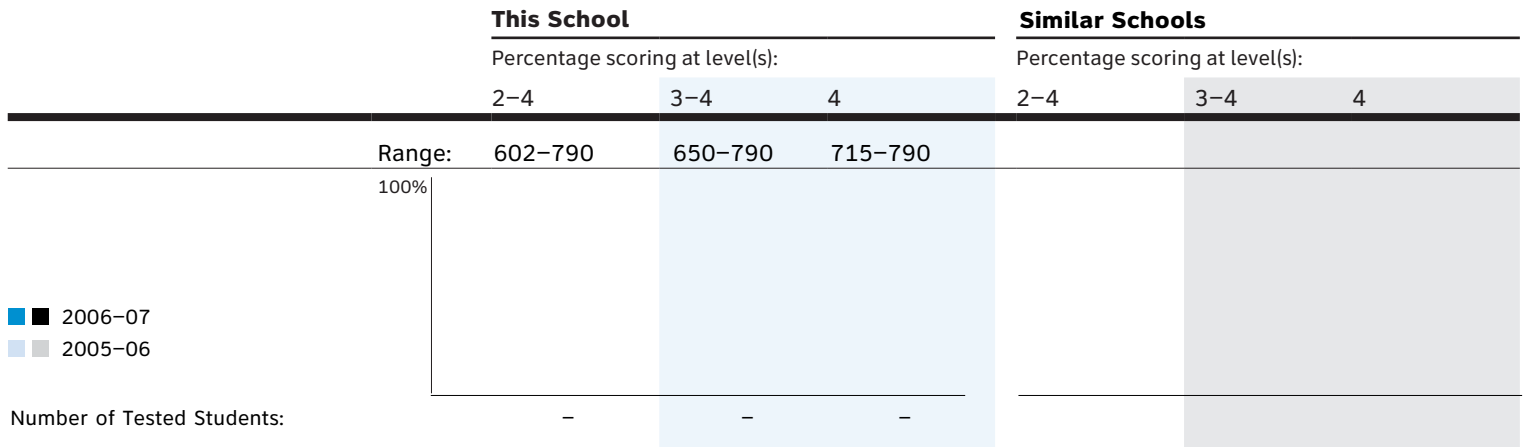 This School Similar Schools
Percentage scoring at level(s): Percentage scoring at level(s):
2–4 3–4 4 2–4 3–4 4
Range: 602–790 650–790 715–790
100%
2006–07
2005–06
Number of Tested Students: – – –